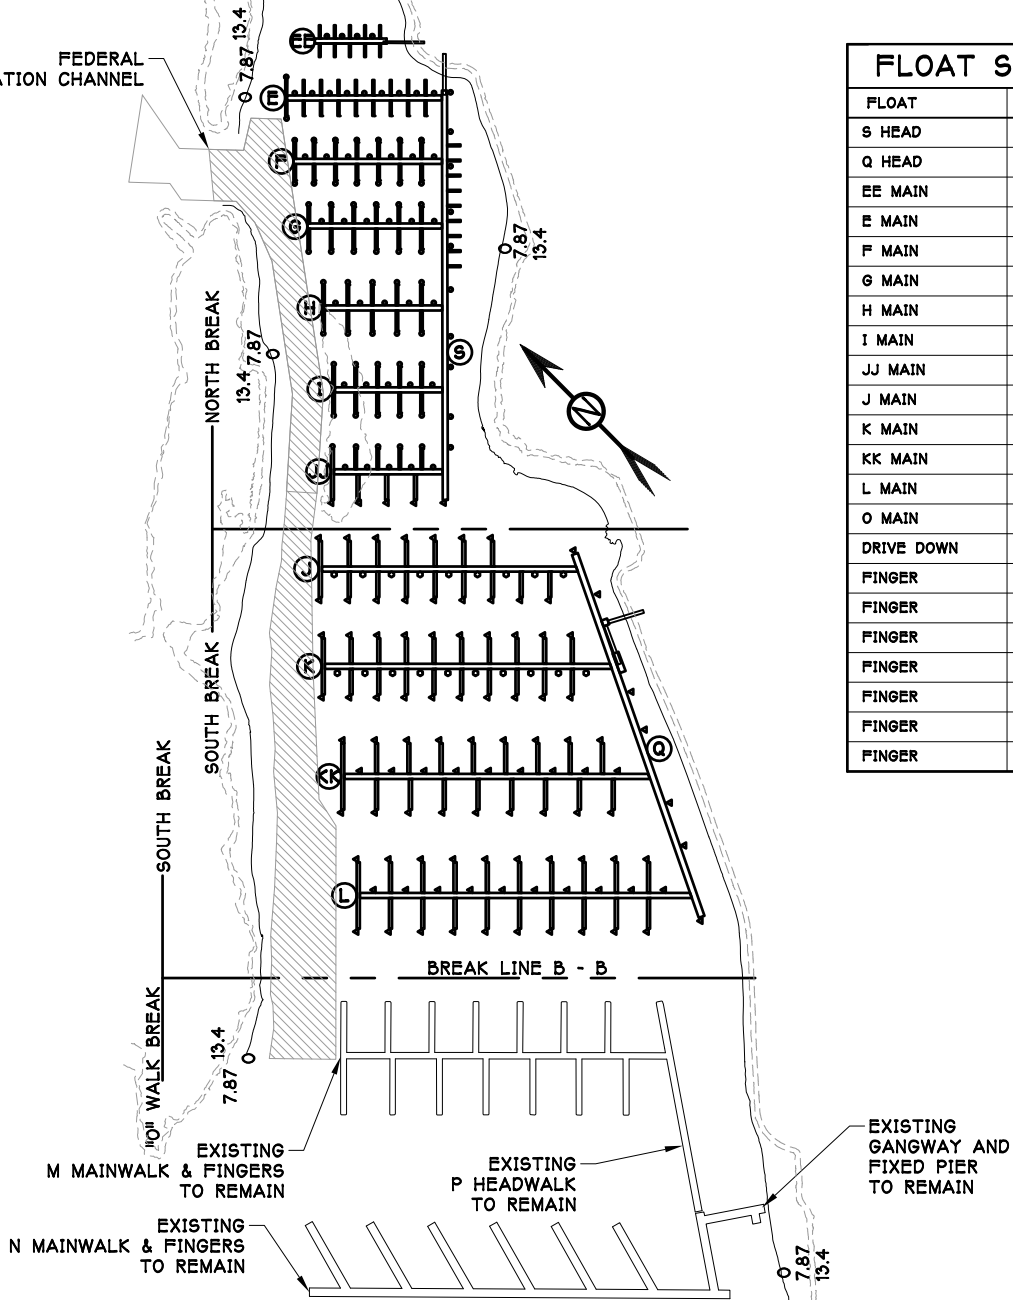 13.4
7.87
FEDERAL
ATION CHANNEL
EE
E
F
G
H
I
JJ
S
7.87
13.4
NORTH BREAK
13.4
7.87
N
SOUTH BREAK
J
K
KK
Q
L
SOUTH BREAK
"O" WALK BREAK
BREAK LINE B - B
13.4
7.87
EXISTING
M MAINWALK & FINGERS
TO REMAIN
EXISTING
P HEADWALK
TO REMAIN
EXISTING
GANGWAY AND
FIXED PIER
TO REMAIN
EXISTING
N MAINWALK & FINGERS
TO REMAIN
7.87
13.4
FLOAT S
FLOAT
S HEAD
Q HEAD
EE MAIN
E MAIN
F MAIN
G MAIN
H MAIN
I MAIN
JJ MAIN
J MAIN
K MAIN
KK MAIN
L MAIN
O MAIN
DRIVE DOWN
FINGER
FINGER
FINGER
FINGER
FINGER
FINGER
FINGER